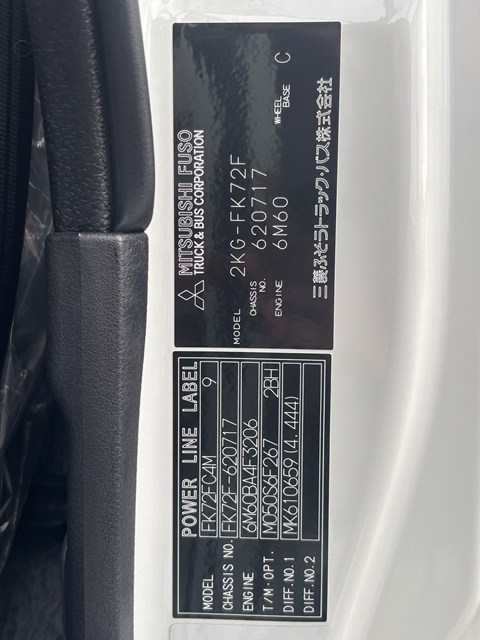 MITSUBISHI FUSO
TRUCK & BUS CORPORATION
MODEL 2KG-FK72F
CHASSIS NO. 620717
ENGINE 6M60
WHEEL BASE C
三菱ふそうトラック・バス株式会社
POWER LINE LABEL
MODEL FK72FC4M 9
CHASSIS NO. FK72F-620717
ENGINE 6M60BA4F3206
T/M·OPT. M050S6F267 2BH
DIFF.NO.1 MK610659(4.444)
DIFF.NO.2